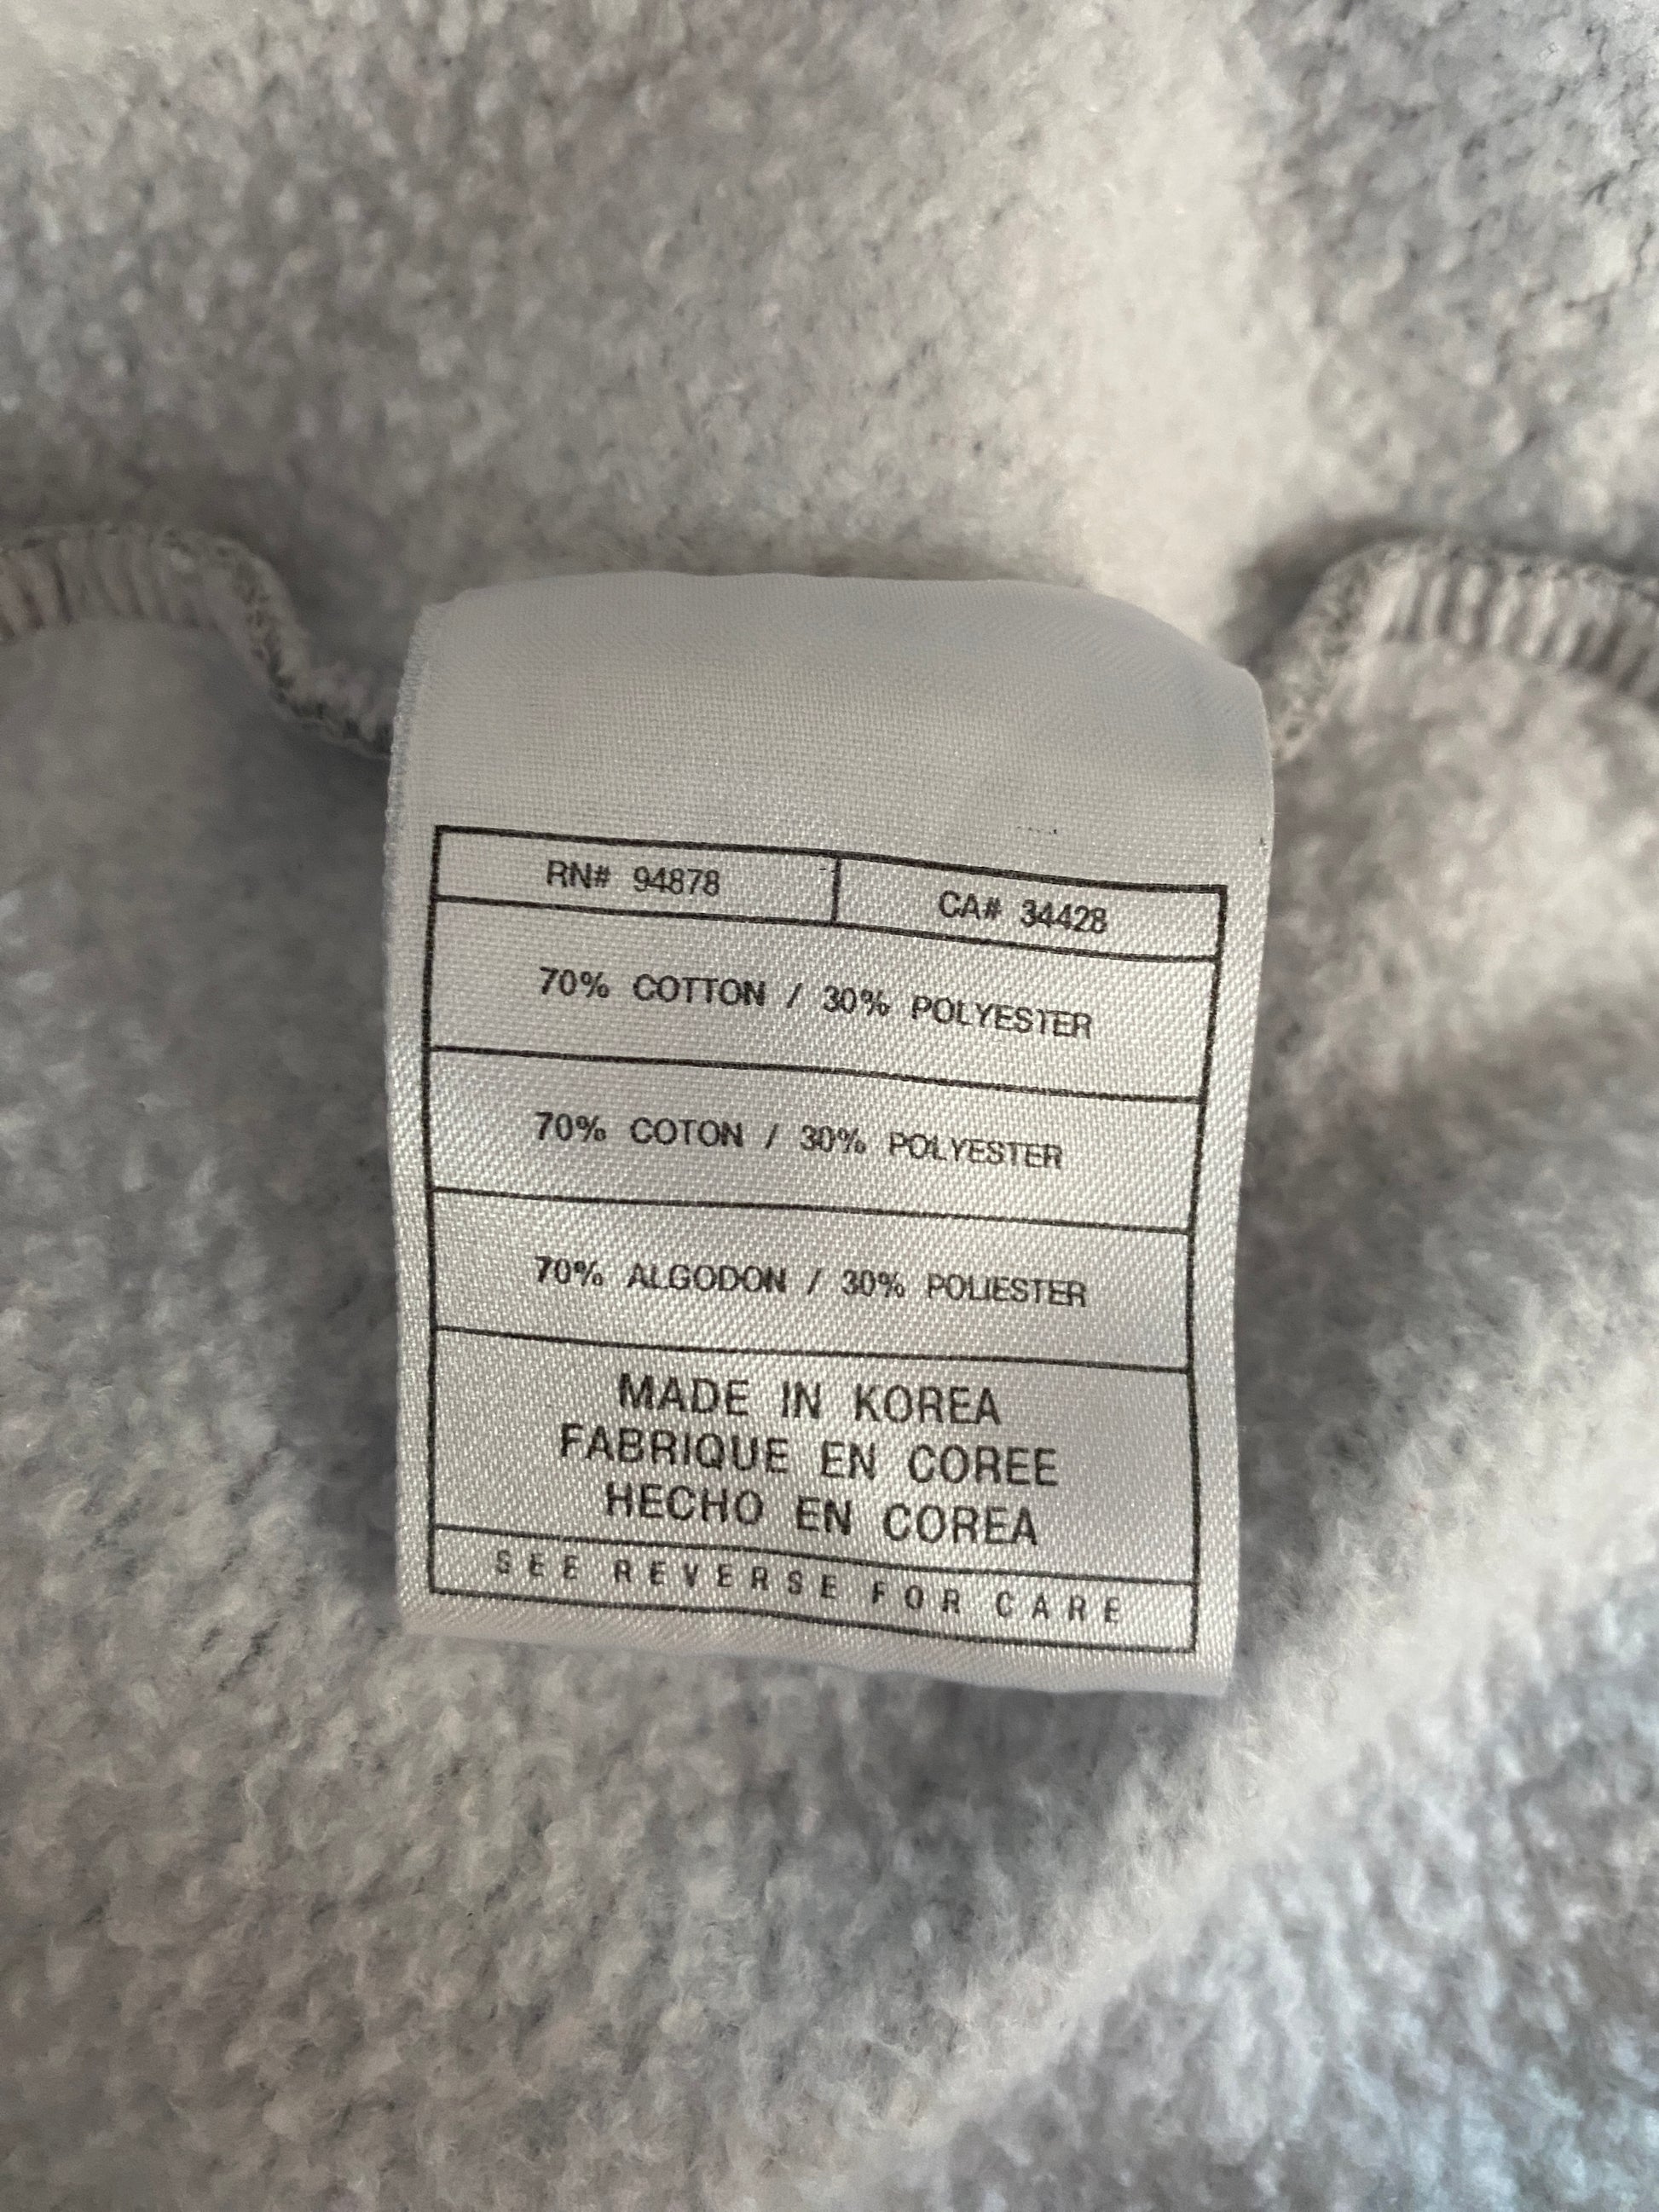 RN# 94878 CA# 34428
70% COTTON / 30% POLYESTER
70% COTON / 30% POLYESTER
70% ALGODON / 30% POLIESTER
MADE IN KOREA
FABRIQUE EN COREE
HECHO EN COREA
SEE REVERSE FOR CARE